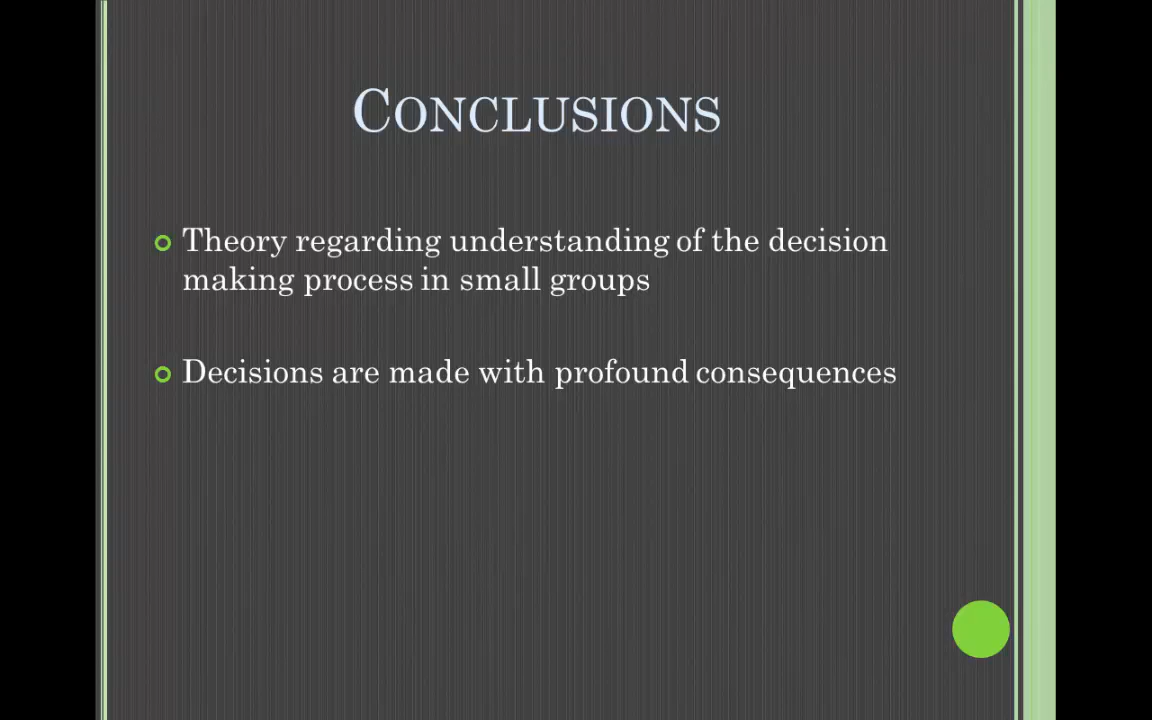 CONCLUSIONS
Theory regarding understanding of the decision
making process in small groups
Decisions are made with profound consequences